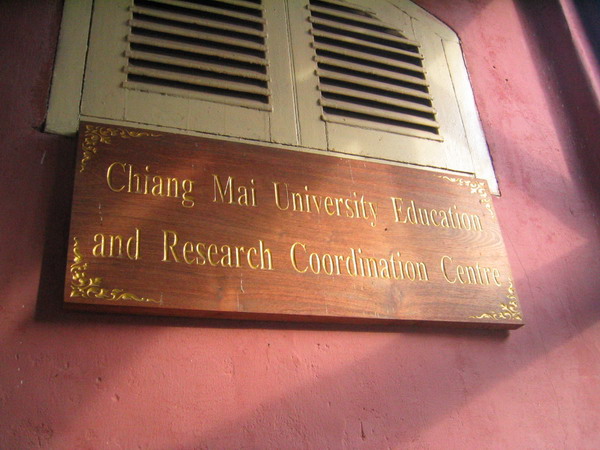 Chiang Mai University Education
and Research Coordination Centre